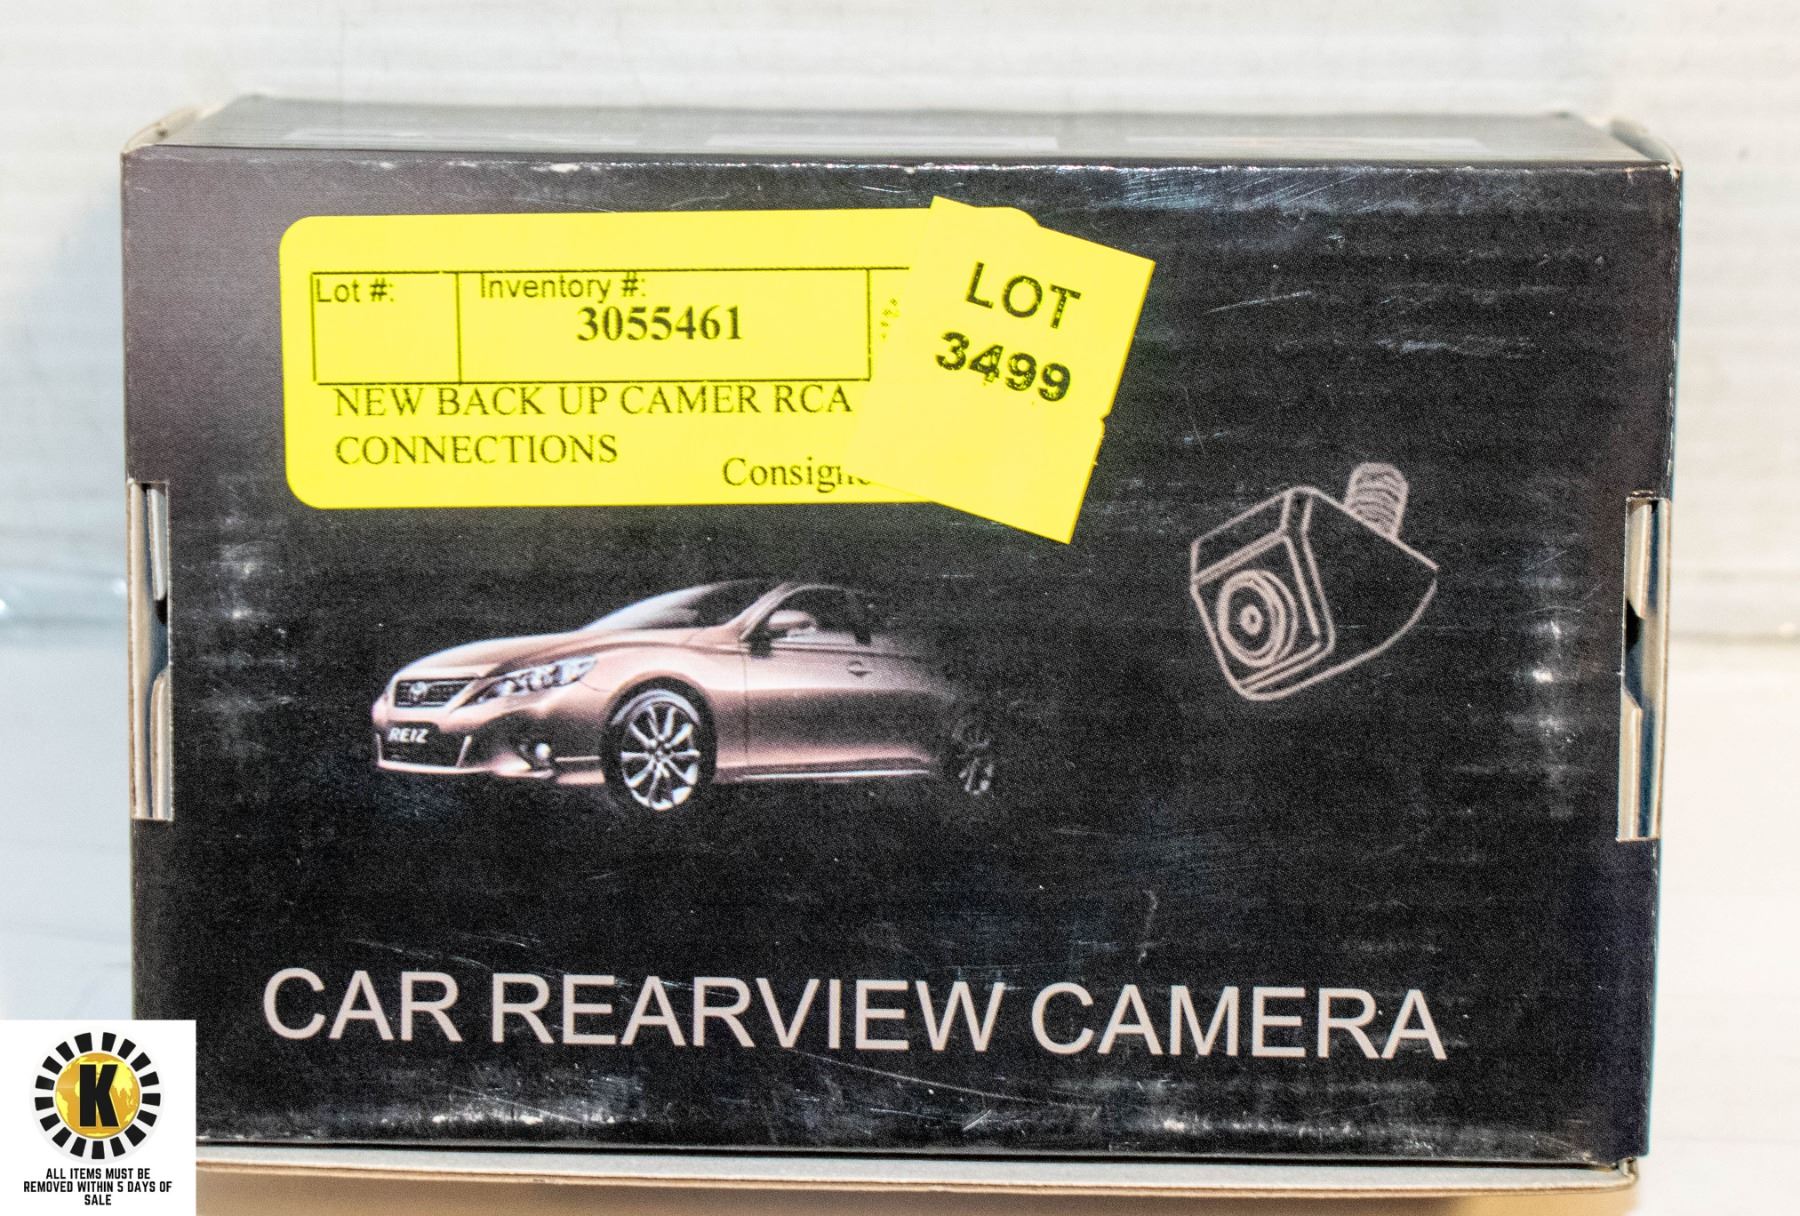 Lot #:
Inventory #:
3055461
NEW BACK UP CAMER RCA
CONNECTIONS
LOT
3499
REIZ
CAR REARVIEW CAMERA
K
ALL ITEMS MUST BE
REMOVED WITHIN 5 DAYS OF
SALE